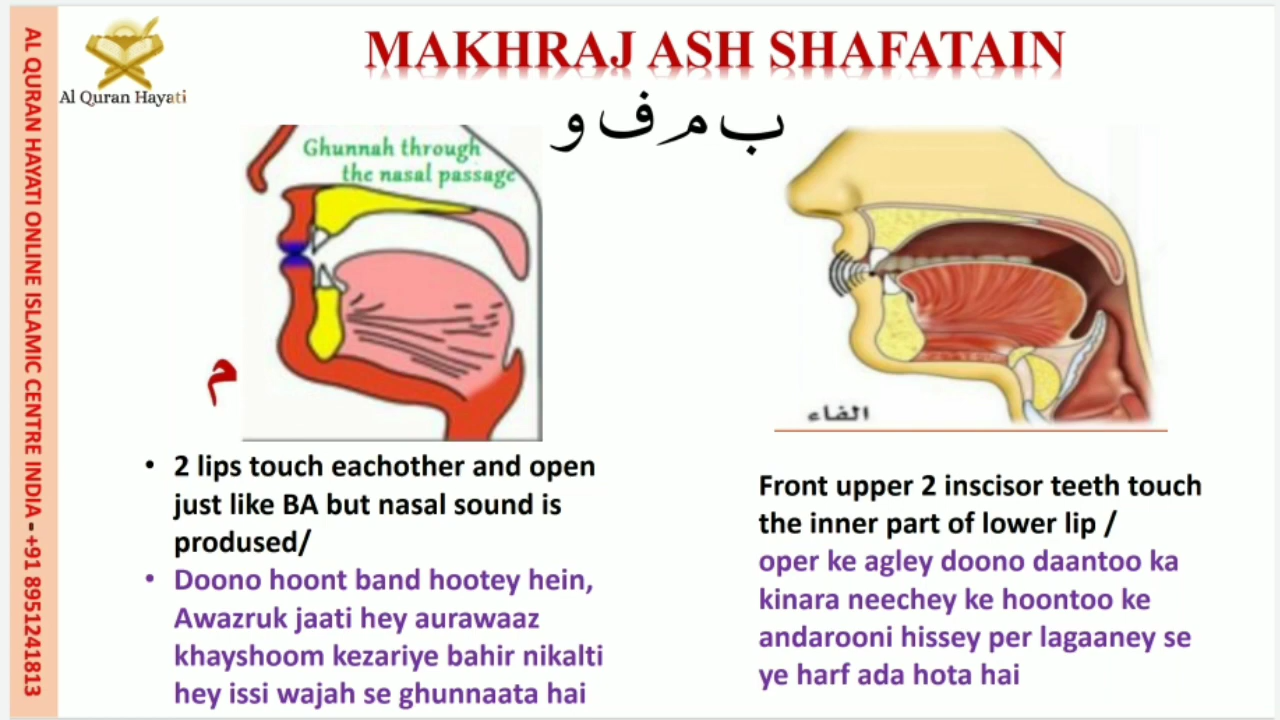 AL QURAN HAYATI ONLINE ISLAMIC CENTRE INDIA - +91 8951241813
Al Quran Hayati
MAKHRAJ ASH SHAFATAIN
ب م ف و
Ghunnah through
the nasal passage
م
• 2 lips touch eachother and open
just like BA but nasal sound is
prodused/
• Doono hoont band hootey hein,
Awazruk jaati hey aurawaaz
khayshoom kezariye bahir nikalti
hey issi wajah se ghunnaata hai
الفاء
Front upper 2 inscisor teeth touch
the inner part of lower lip /
oper ke agley doono daantoo ka
kinara neechey ke hoontoo ke
andarooni hissey per lagaaney se
ye harf ada hota hai